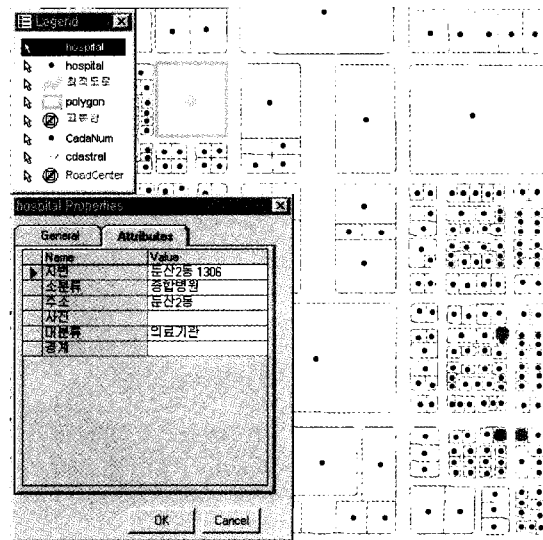 Legend
hospital
hospital
polygon
CadaNum
cdastral
RoadCenter
hospital Properties
General Attributes
Name Value
지번 둔산2동 1306
소분류 종합병원
주소 둔산2동
사진
대분류 의료기관
OK Cancel